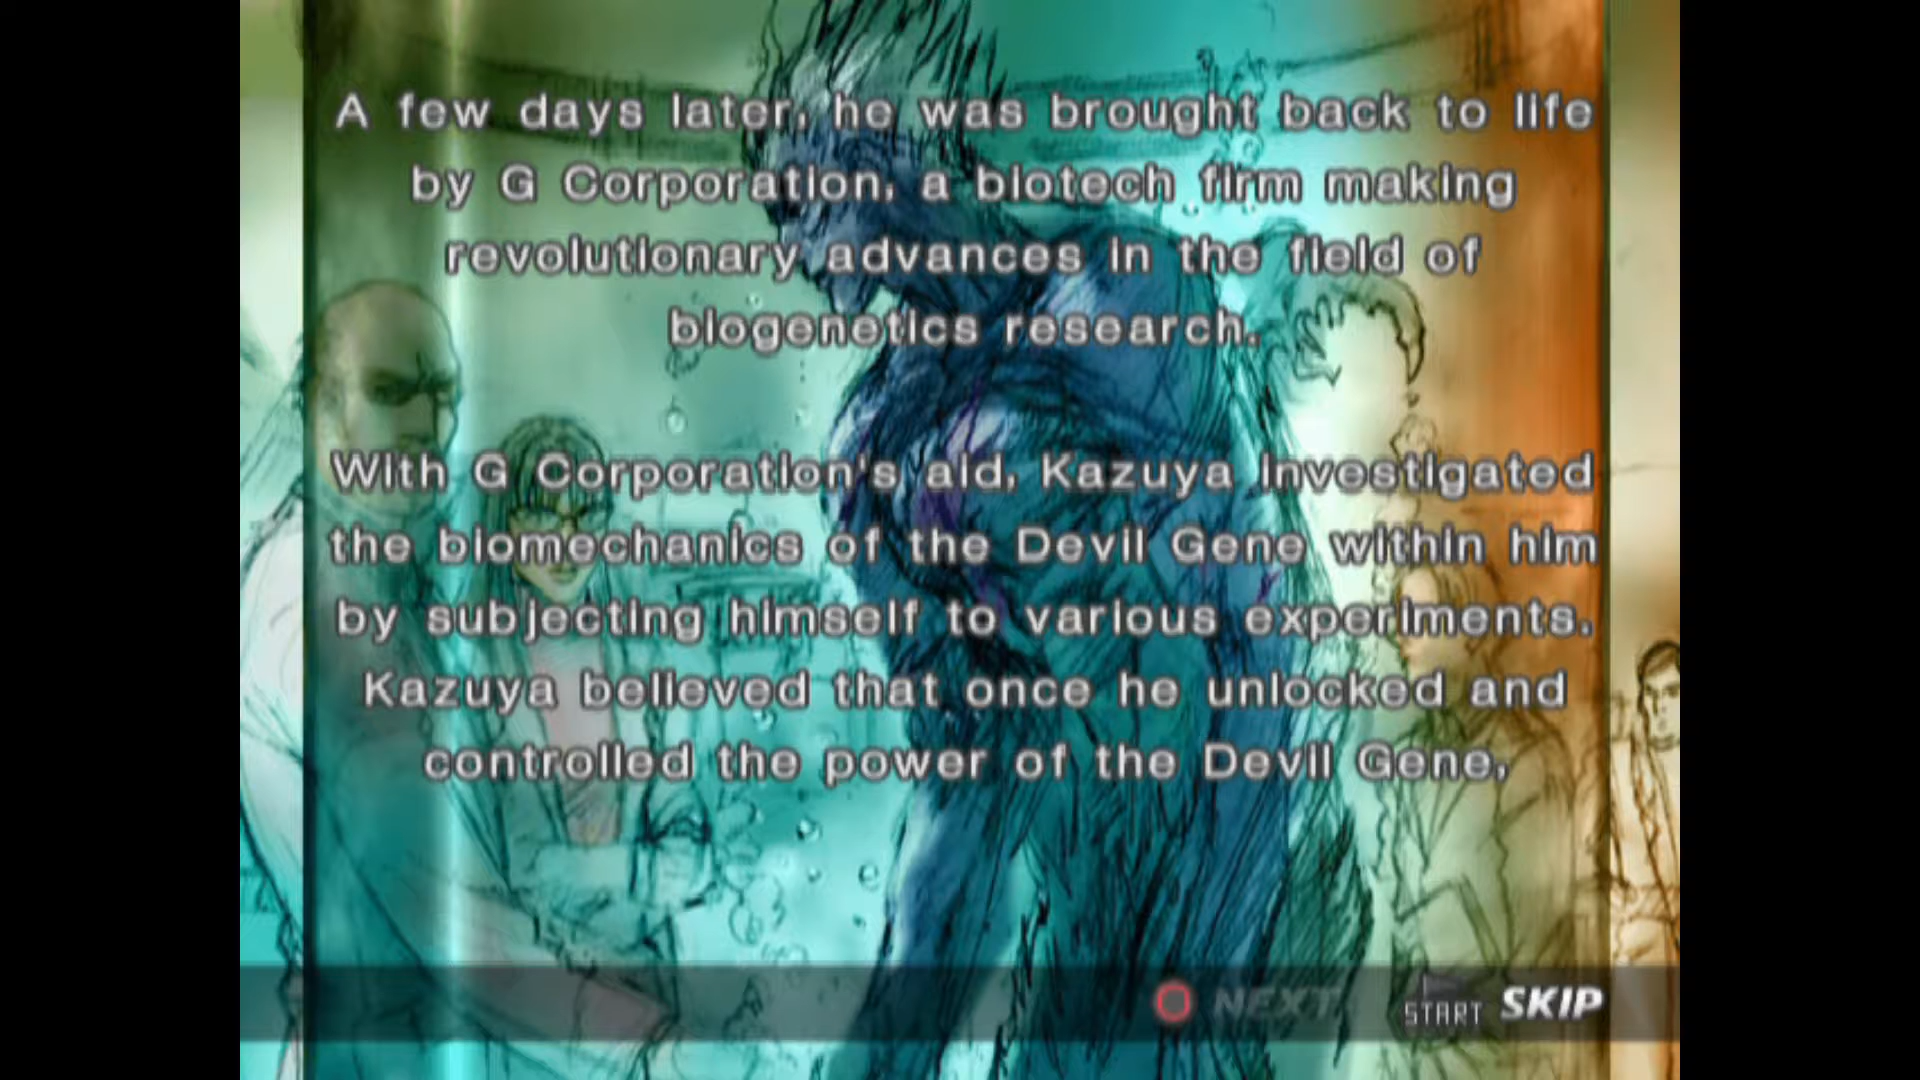 A few days later, he was brought back to life
by G Corporation, a biotech firm making
revolutionary advances in the field of
biogenetics research.
With G Corporation's aid, Kazuya investigated
the biomechanics of the Devil Gene within him
by subjecting himself to various experiments.
Kazuya believed that once he unlocked and
controlled the power of the Devil Gene,
NEXT START SKIP